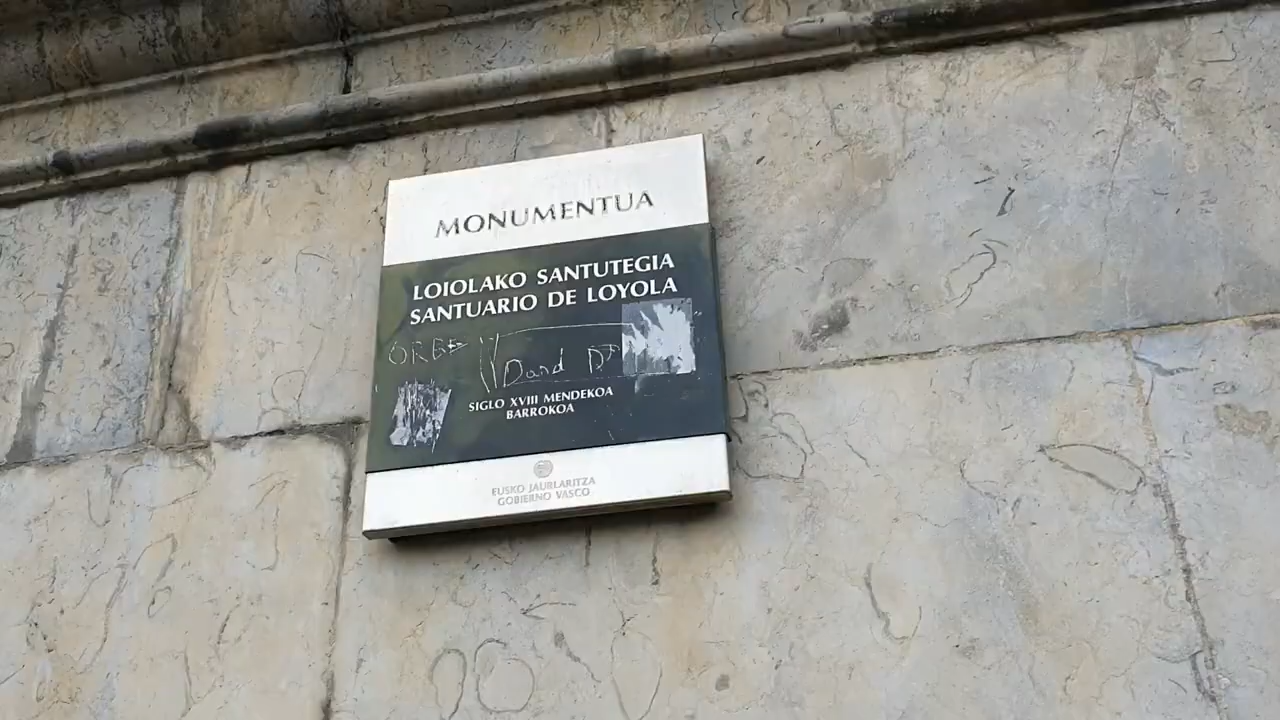 MONUMENTUA
LOIOLAKO SANTUTEGIA
SANTUARIO DE LOYOLA
SIGLO XVIII MENDEKOA
BARROKOA
EUSKO JAURLARITZA
GOBIERNO VASCO